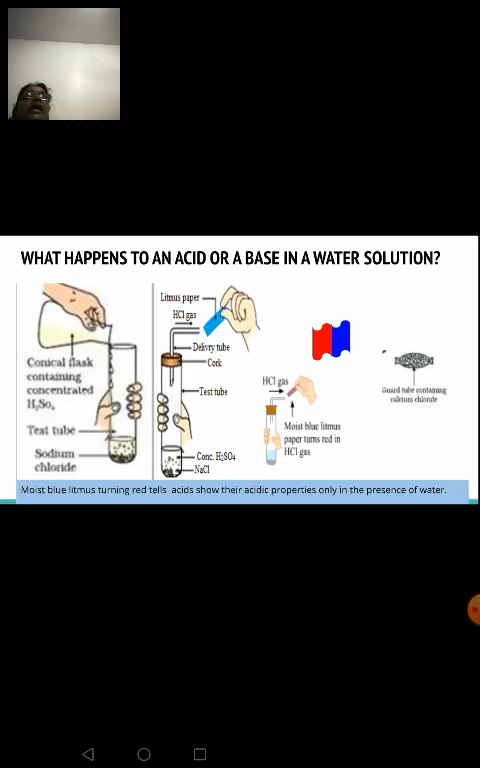 WHAT HAPPENS TO AN ACID OR A BASE IN A WATER SOLUTION?
Conical flask
containing
concentrated
H₂So₄
Test tube
Sodium
chloride
Litmus paper
HCl gas
Delivry tube
Cork
Test tube
Conc. H₂SO₄
NaCl
HCl gas
Moist blue litmus
paper turns red in
HCl gas
Guard tube containing
calcium chloride
Moist blue litmus turning red tells acids show their acidic properties only in the presence of water.